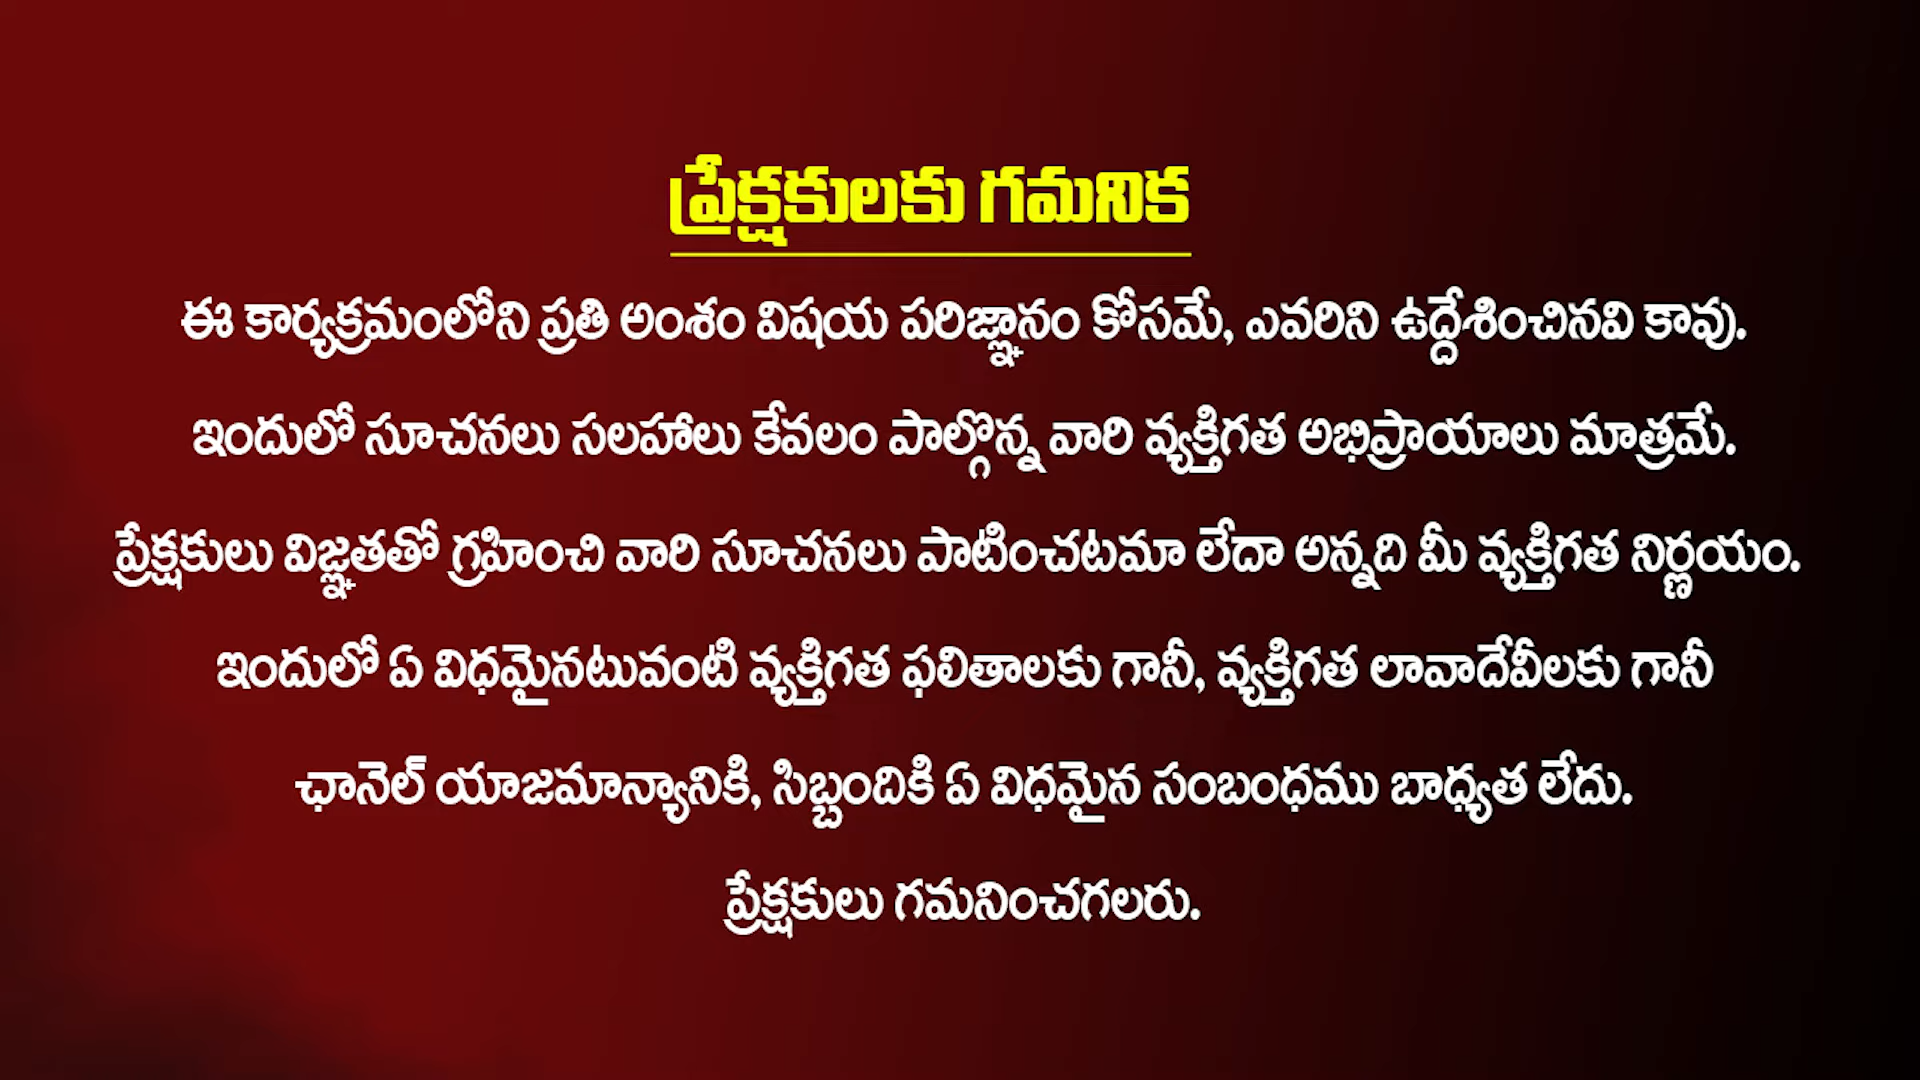 ప్రేక్షకులకు గమనిక
ఈ కార్యక్రమంలోని ప్రతి అంశం విషయ పరిజ్ఞానం కోసమే, ఎవరిని ఉద్దేశించినవి కావు.
ఇందులో సూచనలు సలహాలు కేవలం పాల్గొన్న వారి వ్యక్తిగత అభిప్రాయాలు మాత్రమే.
ప్రేక్షకులు విజ్ఞతతో గ్రహించి వారి సూచనలు పాటించటమా లేదా అన్నది మీ వ్యక్తిగత నిర్ణయం.
ఇందులో ఏ విధమైనటువంటి వ్యక్తిగత ఫలితాలకు గానీ, వ్యక్తిగత లావాదేవీలకు గానీ
ఛానెల్ యాజమాన్యానికి, సిబ్బందికి ఏ విధమైన సంబంధము బాధ్యత లేదు.
ప్రేక్షకులు గమనించగలరు.